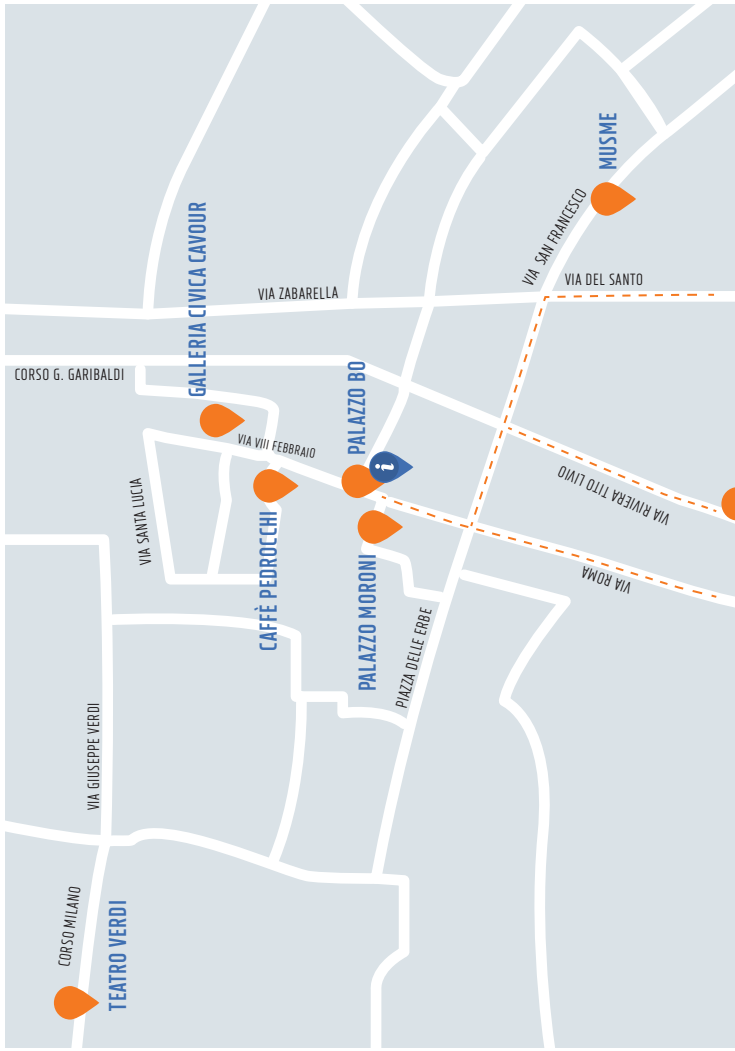 MUSME
VIA SAN FRANCESCO
VIA DEL SANTO
GALLERIA CIVICA CAVOUR
VIA ZABARELLA
CORSO G. GARIBALDI
PALAZZO BO
VIA VIII FEBBRAIO
i
VIA SANTA LUCIA
VIA RIVIERA TITO LIVIO
CAFFÈ PEDROCCHI
PALAZZO MORONI
VIA ROMA
PIAZZA DELLE ERBE
VIA GIUSEPPE VERDI
CORSO MILANO
TEATRO VERDI